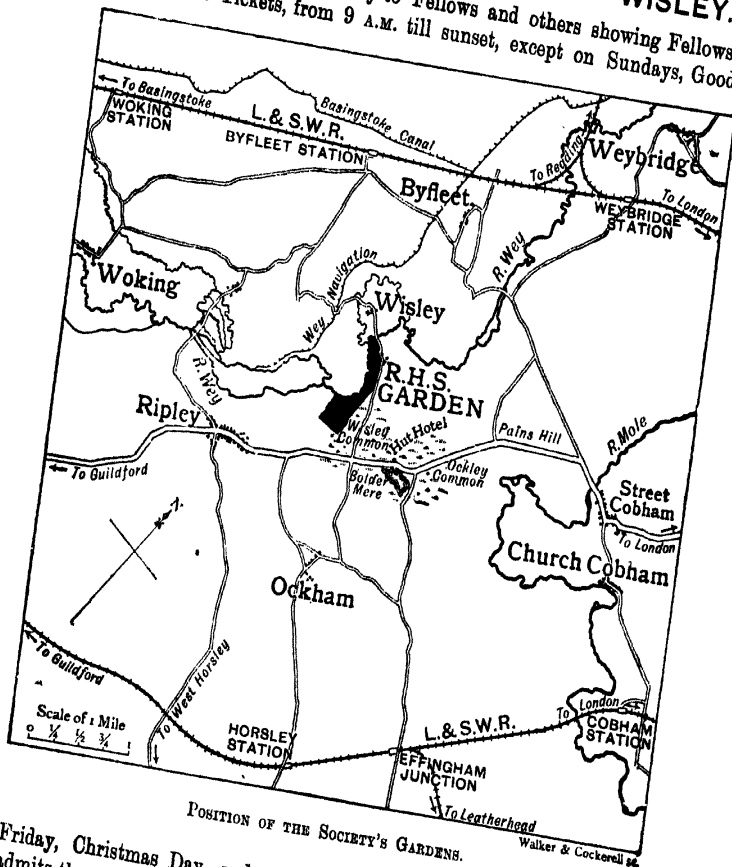 WISLEY.
to Fellows and others showing Fellows
Tickets, from 9 A.M. till sunset, except on Sundays, Good
To Basingstoke
WOKING
STATION
L. & S.W.R.
BYFLEET STATION
Basingstoke Canal
To Reading
Weybridge
To London
WEYBRIDGE
STATION
Byfleet
R. Wey
Woking
Wey Navigation
Wisley
R. Wey
R.H.S.
GARDEN
Ripley
Wisley
Common
Hut Hotel
Pains Hill
R. Mole
To Guildford
Bolder
Mere
Ockley
Common
Street
Cobham
To London
N
Church Cobham
Ockham
To Guildford
To West Horsley
Scale of 1 Mile
0 ¼ ½ ¾ 1
HORSLEY
STATION
L. & S.W.R.
To London
COBHAM
STATION
EFFINGHAM
JUNCTION
To Leatherhead
Walker & Cockerell sc.
POSITION OF THE SOCIETY'S GARDENS.
Friday, Christmas Day,
admits